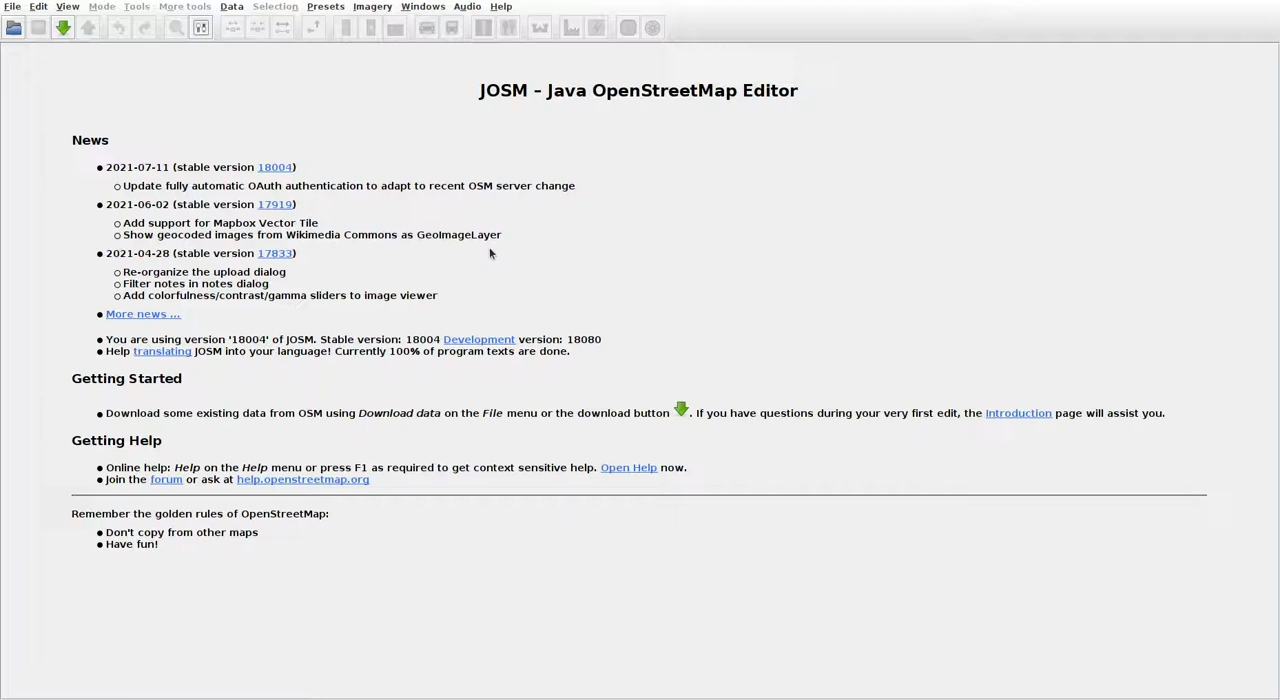 File Edit View Mode Tools More tools Data Selection Presets Imagery Windows Audio Help
JOSM – Java OpenStreetMap Editor
News
2021-07-11 (stable version 18004)
Update fully automatic OAuth authentication to adapt to recent OSM server change
2021-06-02 (stable version 17919)
Add support for Mapbox Vector Tile
Show geocoded images from Wikimedia Commons as GeoImageLayer
2021-04-28 (stable version 17833)
Re-organize the upload dialog
Filter notes in notes dialog
Add colorfulness/contrast/gamma sliders to image viewer
More news ...
You are using version '18004' of JOSM. Stable version: 18004 Development version: 18080
Help translating JOSM into your language! Currently 100% of program texts are done.
Getting Started
Download some existing data from OSM using Download data on the File menu or the download button . If you have questions during your very first edit, the Introduction page will assist you.
Getting Help
Online help: Help on the Help menu or press F1 as required to get context sensitive help. Open Help now.
Join the forum or ask at help.openstreetmap.org
Remember the golden rules of OpenStreetMap:
Don't copy from other maps
Have fun!